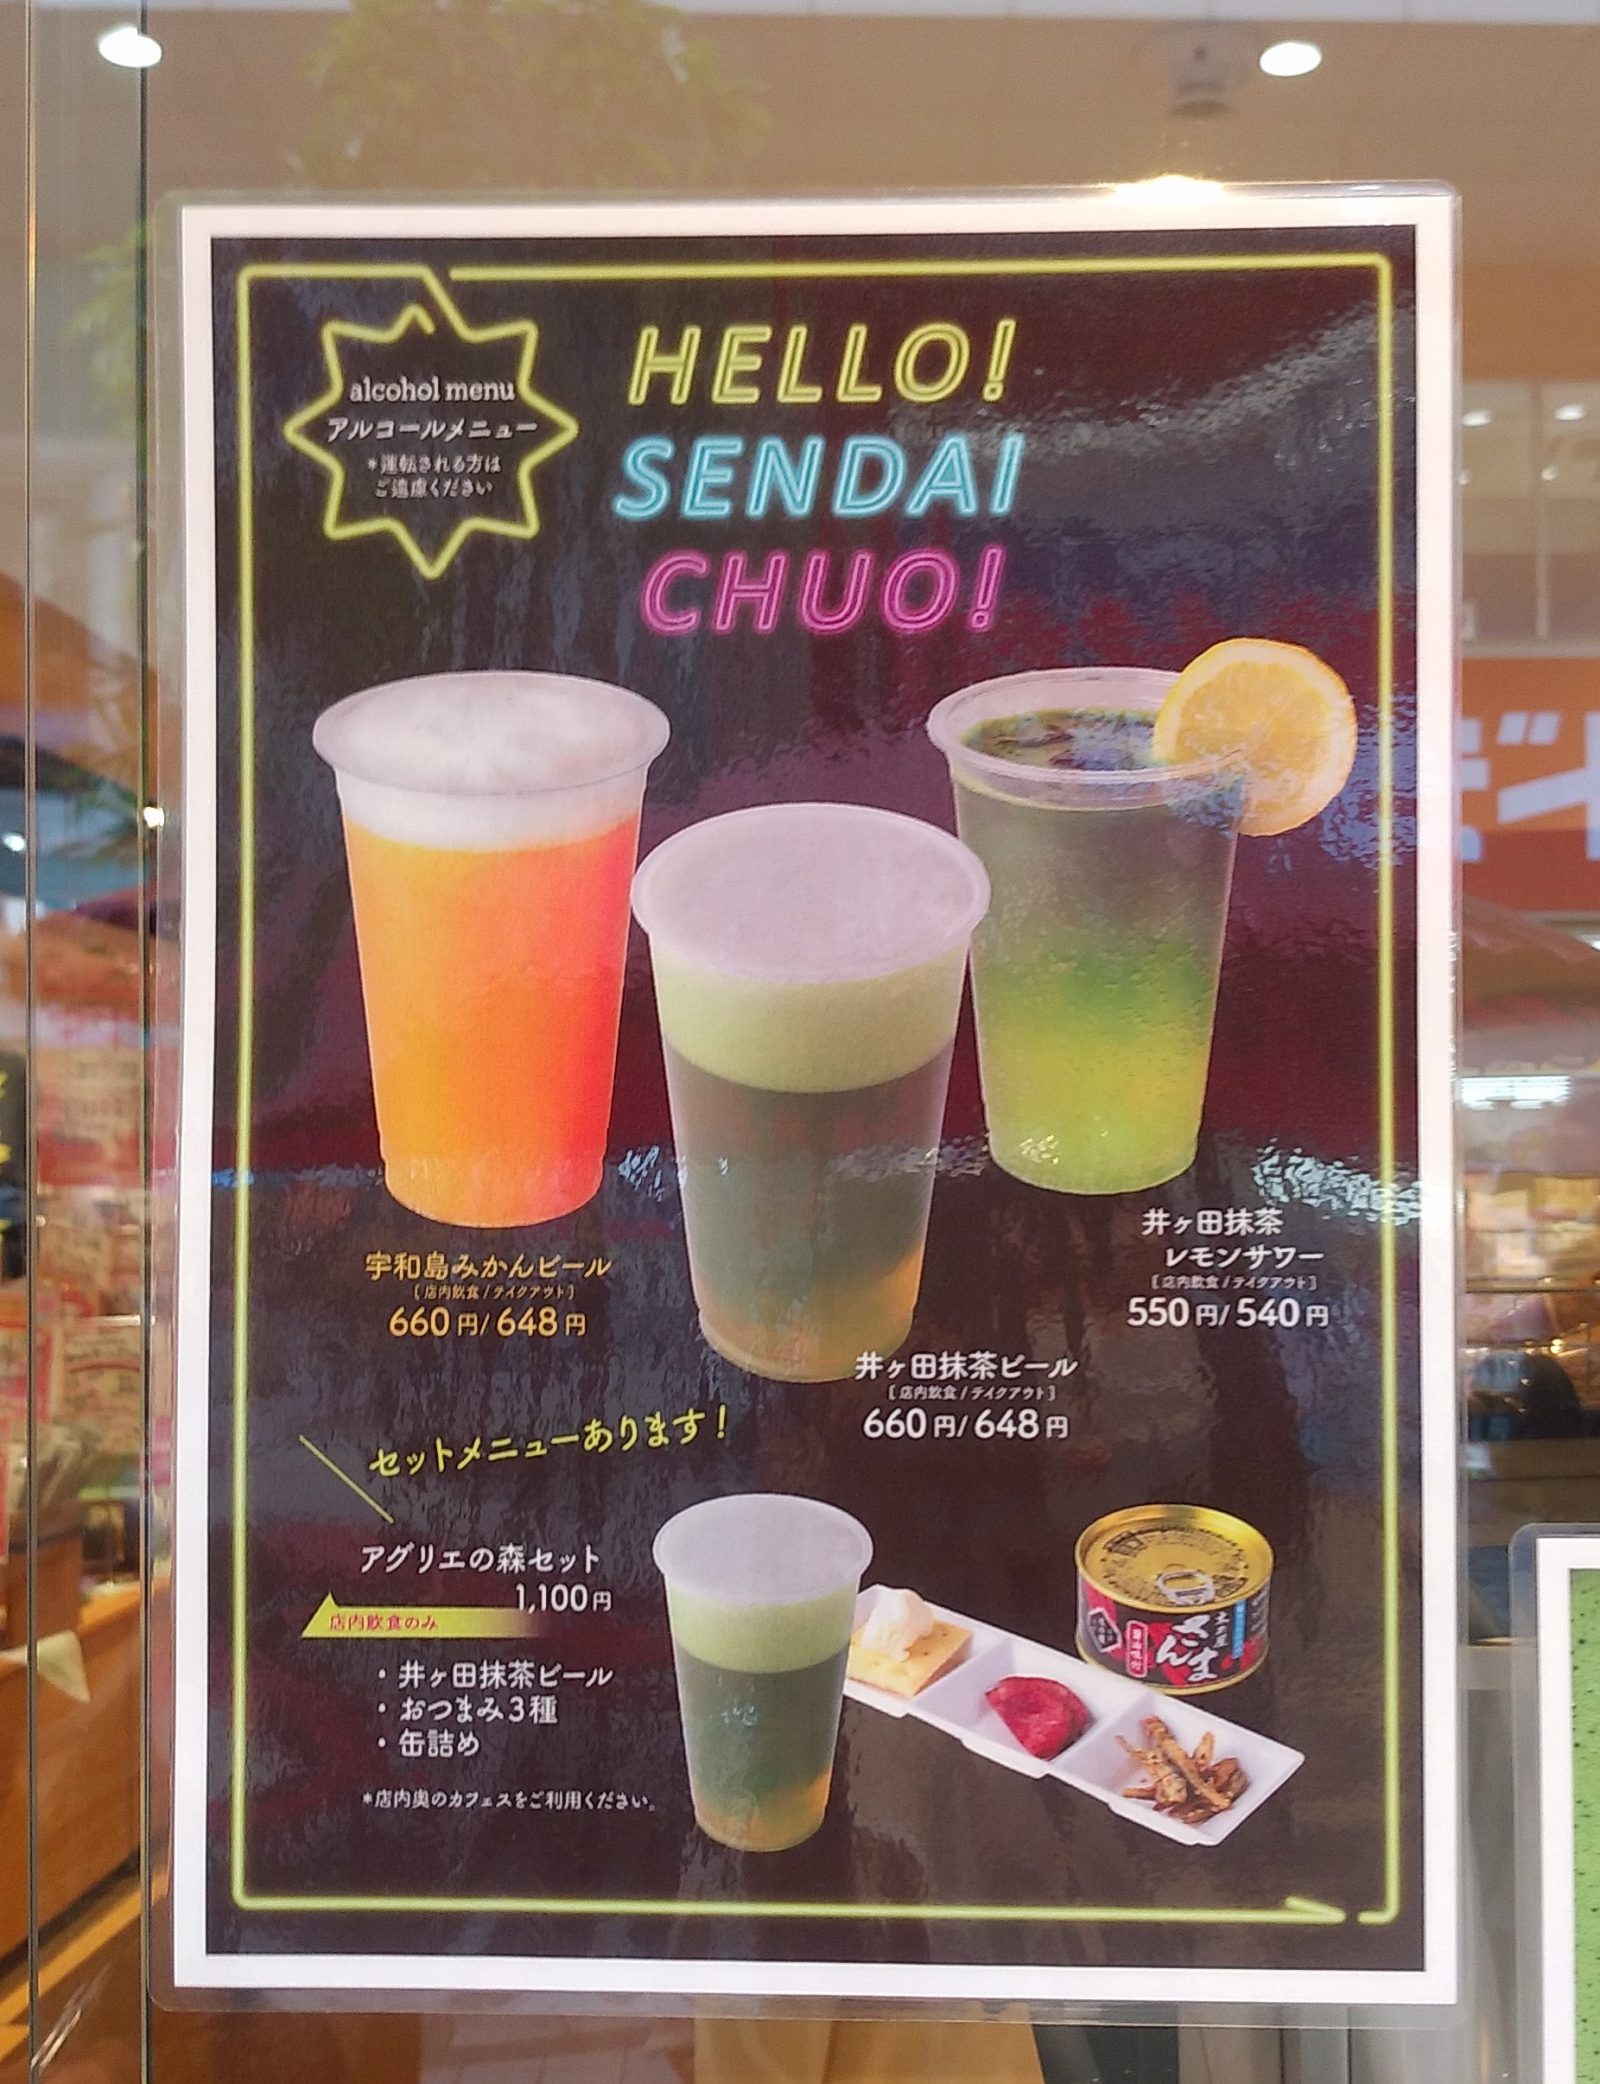 alcohol menu
アルコールメニュー
*運転される方は
ご遠慮ください
HELLO!
SENDAI
CHUO!
宇和島みかんビール
[店内飲食/テイクアウト]
660円/648円
井ヶ田抹茶
レモンサワー
[店内飲食/テイクアウト]
550円/540円
井ヶ田抹茶ビール
[店内飲食/テイクアウト]
660円/648円
セットメニューあります！
アグリエの森セット
1,100円
店内飲食のみ
・井ヶ田抹茶ビール
・おつまみ3種
・缶詰め
*店内奥のカフェスをご利用ください。
さんま
醤油味付